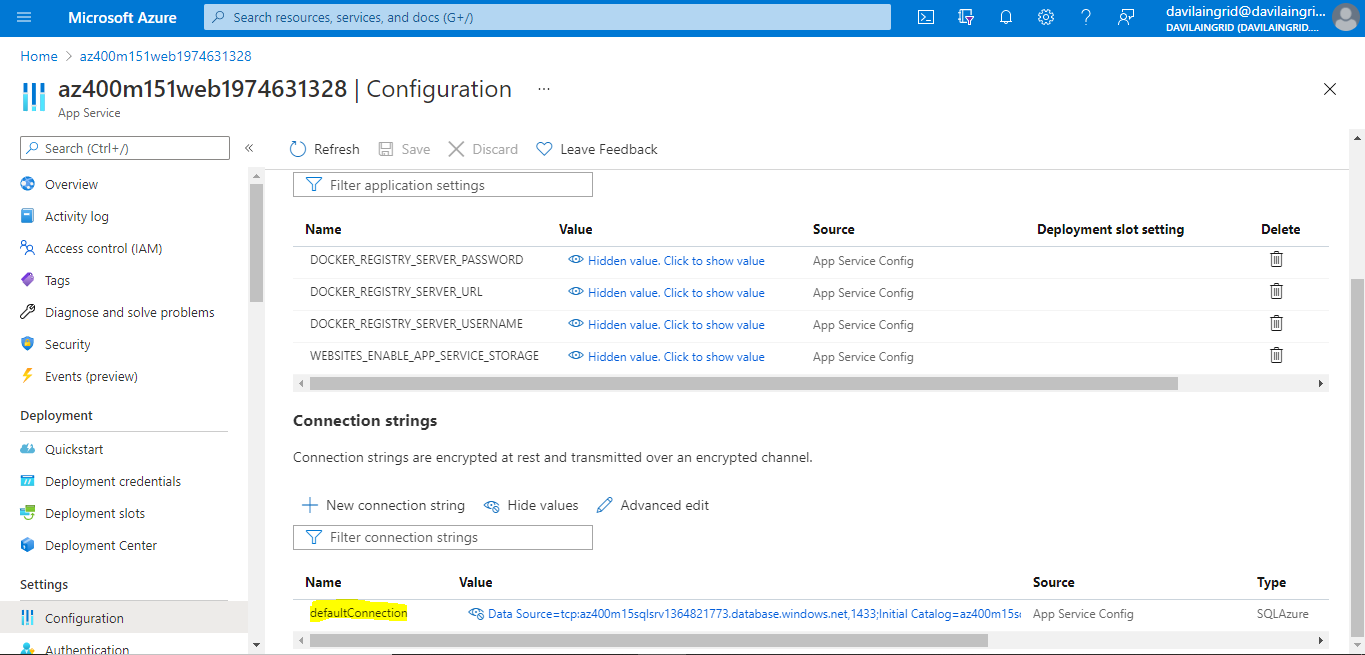 Microsoft Azure
Search resources, services, and docs (G+/)
davilaingrid@davilaingri...
DAVILAINGRID (DAVILAINGRID....
Home > az400m151web1974631328
az400m151web1974631328 | Configuration ...
App Service
Search (Ctrl+/)
«
Overview
Activity log
Access control (IAM)
Tags
Diagnose and solve problems
Security
Events (preview)
Deployment
Quickstart
Deployment credentials
Deployment slots
Deployment Center
Settings
Configuration
Authentication
Refresh Save Discard Leave Feedback
Filter application settings
Name Value Source Deployment slot setting Delete
DOCKER_REGISTRY_SERVER_PASSWORD Hidden value. Click to show value App Service Config
DOCKER_REGISTRY_SERVER_URL Hidden value. Click to show value App Service Config
DOCKER_REGISTRY_SERVER_USERNAME Hidden value. Click to show value App Service Config
WEBSITES_ENABLE_APP_SERVICE_STORAGE Hidden value. Click to show value App Service Config
Connection strings
Connection strings are encrypted at rest and transmitted over an encrypted channel.
New connection string Hide values Advanced edit
Filter connection strings
Name Value Source Type
defaultConnection Data Source=tcp:az400m15sqlsrv1364821773.database.windows.net,1433;Initial Catalog=az400m15s App Service Config SQLAzure